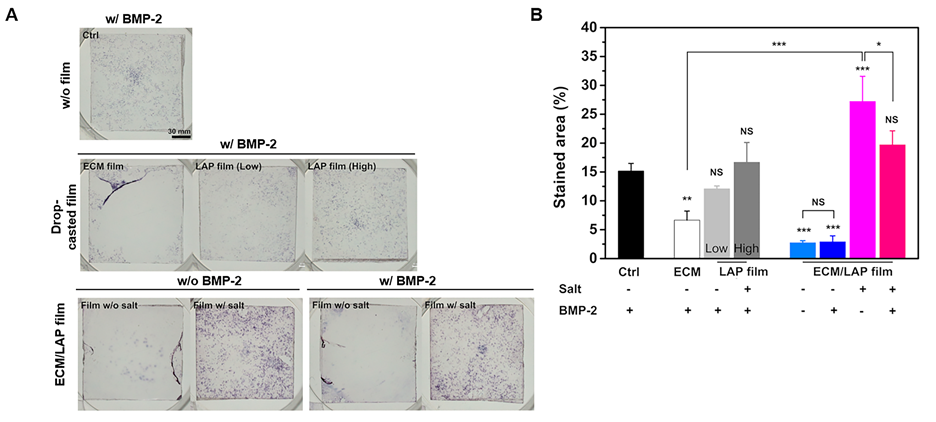 A
w/ BMP-2
Ctrl
30 mm
w/o film
w/ BMP-2
ECM film
LAP film (Low)
LAP film (High)
Drop-
casted film
w/o BMP-2
w/ BMP-2
Film w/o salt
Film w/ salt
Film w/o salt
Film w/ salt
ECM/LAP film
B
Stained area (%)
40
35
30
25
20
15
10
5
0
***
*
***
NS
NS
NS
**
NS
***
***
Low
High
Ctrl
ECM
LAP film
ECM/LAP film
Salt - - - + - - + +
BMP-2 + + + + - + - +